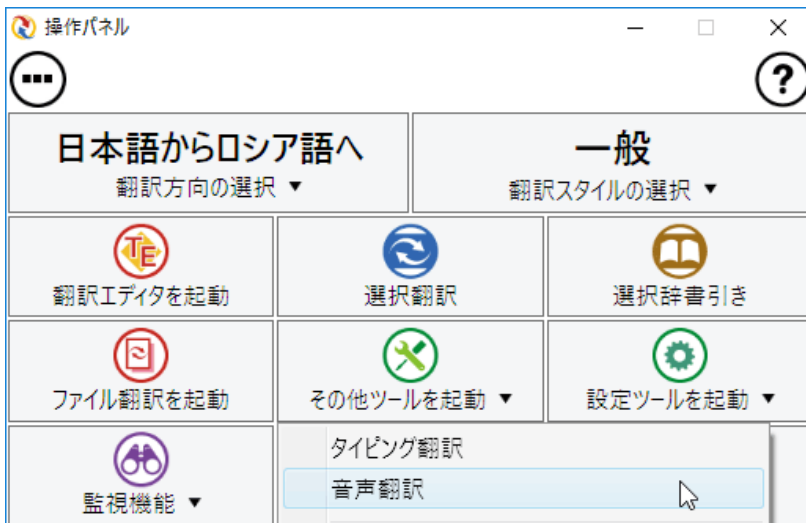 操作パネル
?
日本語からロシア語へ
翻訳方向の選択 ▼
一般
翻訳スタイルの選択 ▼
TE
翻訳エディタを起動
選択翻訳
選択辞書引き
ファイル翻訳を起動
その他ツールを起動 ▼
設定ツールを起動 ▼
監視機能 ▼
タイピング翻訳
音声翻訳